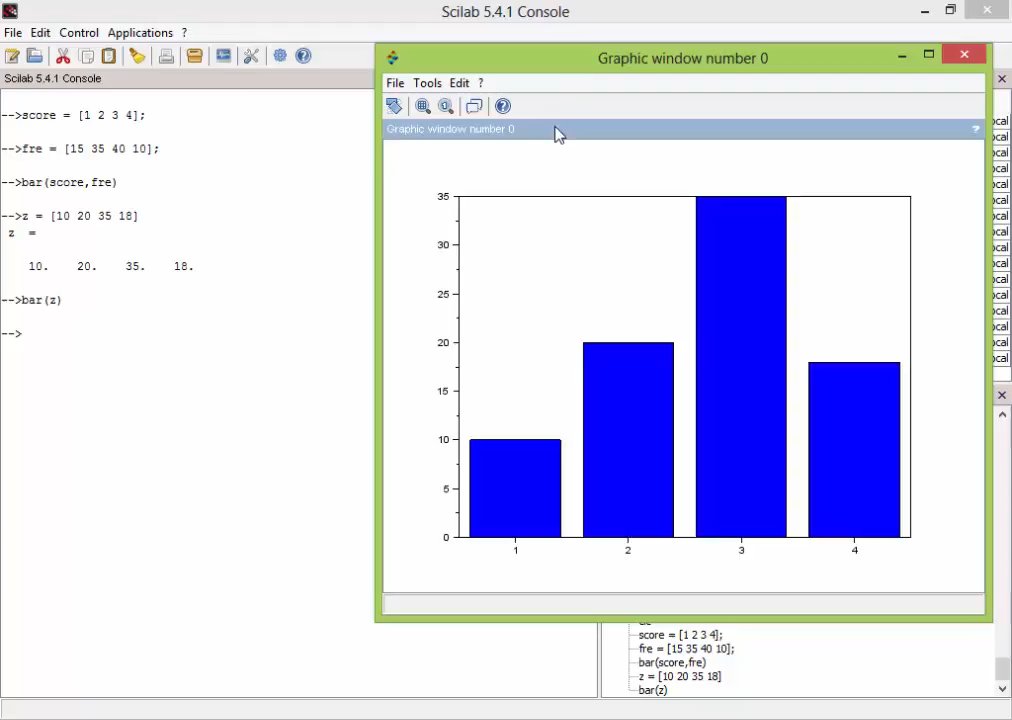 Scilab 5.4.1 Console
File Edit Control Applications ?
Scilab 5.4.1 Console
-->score = [1 2 3 4];
-->fre = [15 35 40 10];
-->bar(score,fre)
-->z = [10 20 35 18]
z =
10. 20. 35. 18.
-->bar(z)
-->
Graphic window number 0
File Tools Edit ?
Graphic window number 0
?
35
30
25
20
15
10
5
0
1 2 3 4
score = [1 2 3 4];
fre = [15 35 40 10];
bar(score,fre)
z = [10 20 35 18]
bar(z)